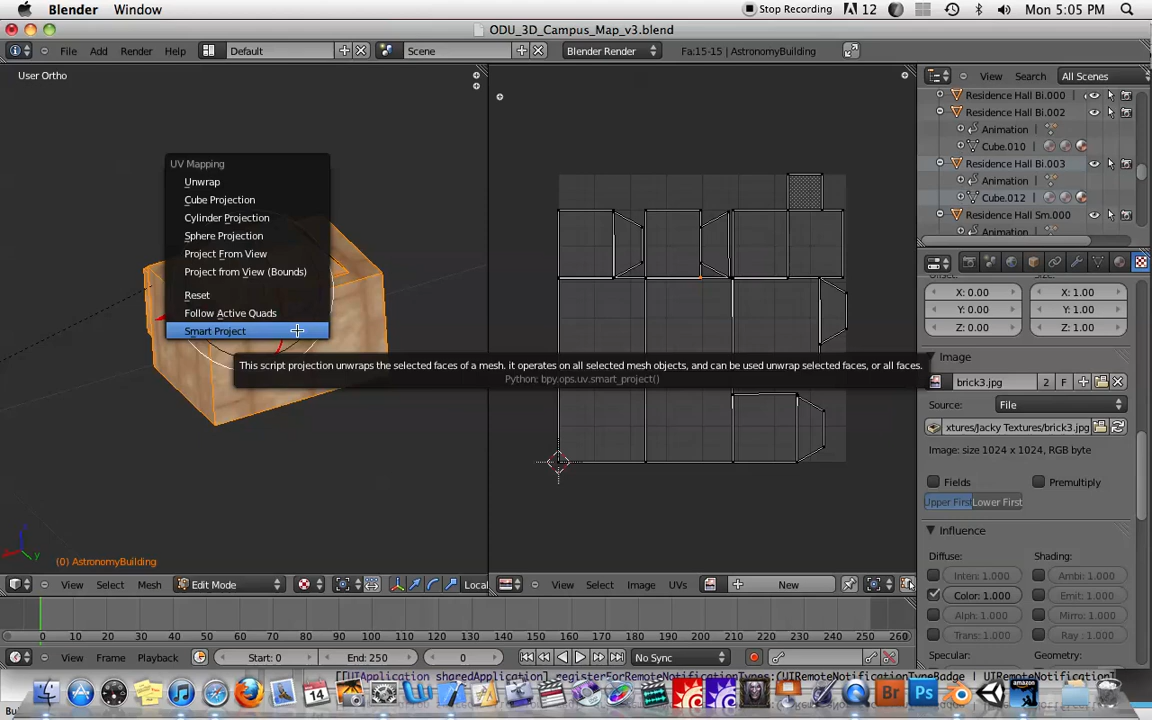 Blender Window
Stop Recording
12
Mon 5:05 PM
ODU_3D_Campus_Map_v3.blend
File Add Render Help
Default
Scene
Blender Render
Fa:15-15 | AstronomyBuilding
View Search All Scenes
User Ortho
Residence Hall Bi.000
Residence Hall Bi.002
Animation
Cube.010
Residence Hall Bi.003
Animation
Cube.012
Residence Hall Sm.000
Animation
UV Mapping
Unwrap
Cube Projection
Cylinder Projection
Sphere Projection
Project From View
Project from View (Bounds)
Reset
Follow Active Quads
Smart Project
This script projection unwraps the selected faces of a mesh. it operates on all selected mesh objects, and can be used unwrap selected faces, or all faces.
Python: bpy.ops.uv.smart_project()
Offset: Size:
X: 0.00 X: 1.00
Y: 0.00 Y: 1.00
Z: 0.00 Z: 1.00
Image
brick3.jpg 2 F
Source: File
xtures/Jacky Textures/brick3.jpg
Image: size 1024 x 1024, RGB byte
Fields Premultiply
Upper First Lower First
Influence
Diffuse: Shading:
Inten: 1.000 Ambi: 1.000
Color: 1.000 Emit: 1.000
Alph: 1.000 Mirro: 1.000
Trans: 1.000 Ray : 1.000
Specular: Geometry:
(0) AstronomyBuilding
View Select Mesh Edit Mode Local
View Select Image UVs New
0 10 20 30 40 50 60 70 80 90 100 110 120 130 140 150 160 170 180 190 200 210 220 230 240 250 260
View Frame Playback Start: 0 End: 250 0 No Sync
[[UIApplication sharedApplication] registerForRemoteNotificationTypes:(UIRemoteNotificationTypeBadge | UIRemoteNotification
14
Br
Ps
amazon